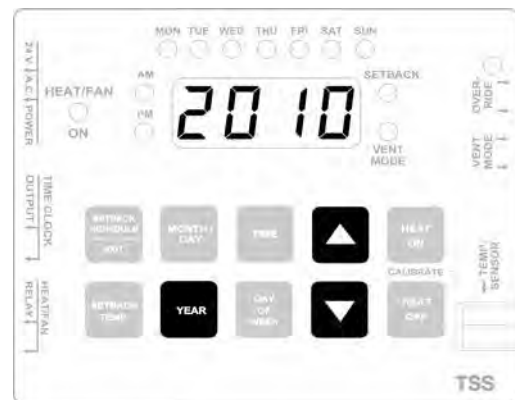 MON TUE WED THU FRI SAT SUN
24 V. (A.C.) POWER
HEAT/FAN
ON
AM
PM
2010
SETBACK
VENT
MODE
OVER-
RIDE
VENT
MODE
TIME CLOCK
OUTPUT
SETBACK
SCHEDULE
MONTH /
DAY
TIME
HEAT
ON
CALIBRATE
TEMP.
SENSOR
HEAT/FAN
RELAY
SETBACK
TEMP
YEAR
DAY
OF
WEEK
HEAT
OFF
TSS